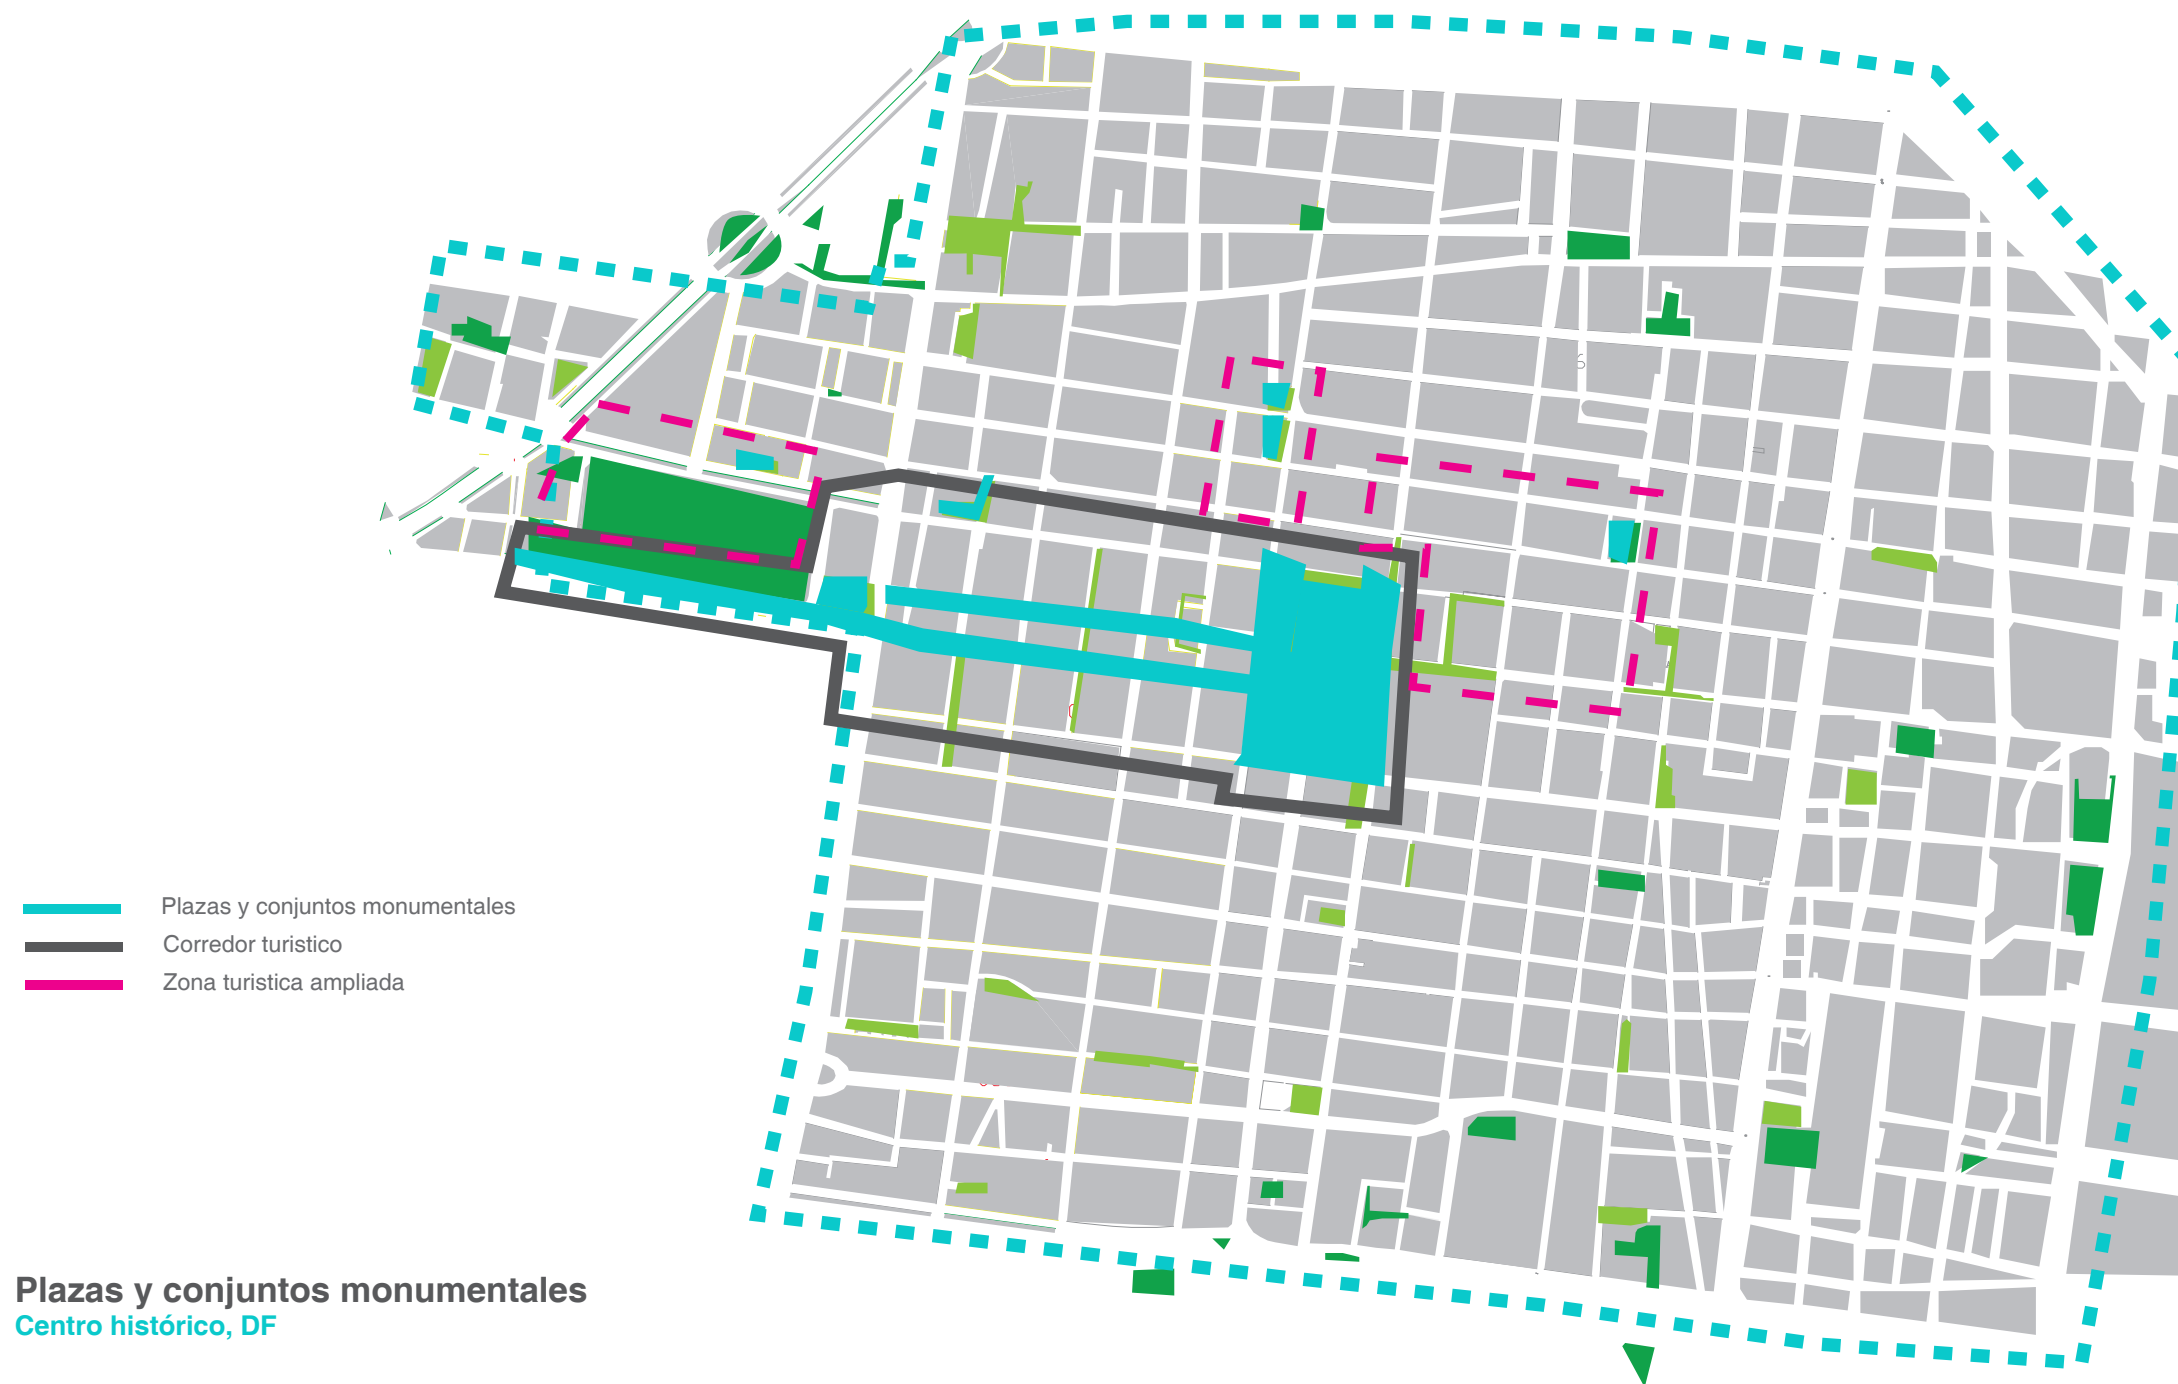 Plazas y conjuntos monumentales
Corredor turistico
Zona turistica ampliada
Plazas y conjuntos monumentales
Centro histórico, DF